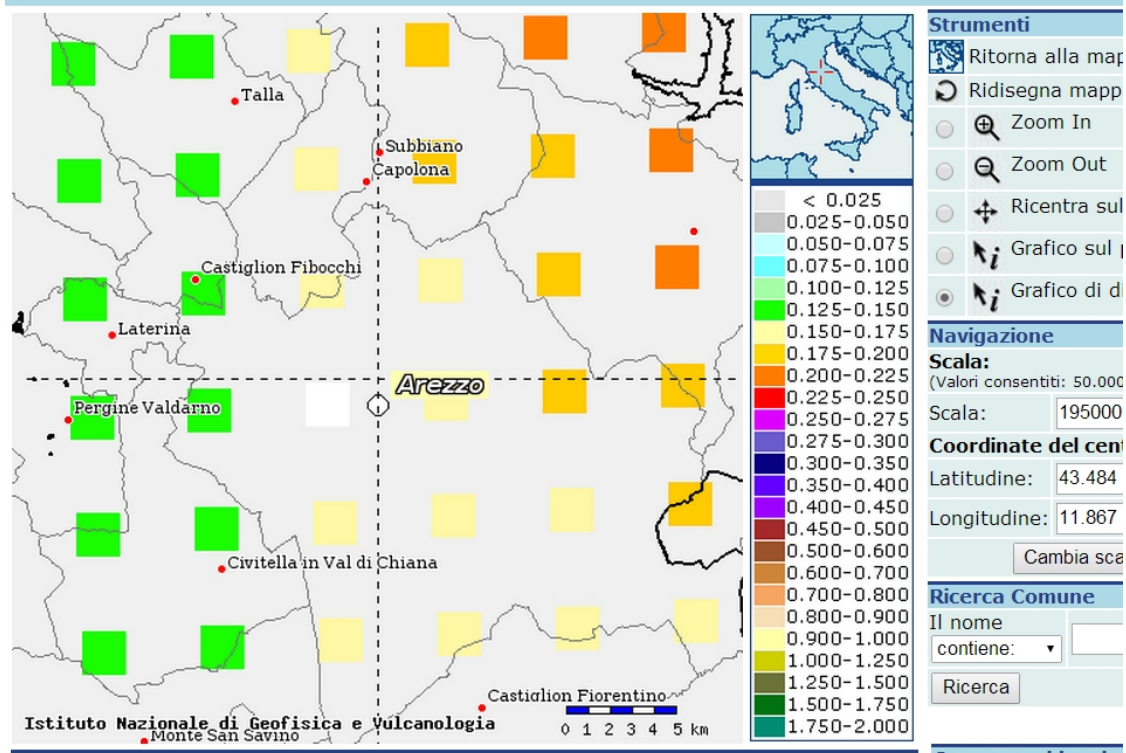 Talla
Subbiano
Capolona
Castiglion Fibocchi
Laterina
Arezzo
Pergine Valdarno
Civitella in Val di Chiana
Castiglion Fiorentino
Istituto Nazionale di Geofisica e Vulcanologia
Monte San Savino
0 1 2 3 4 5 km
< 0.025
0.025-0.050
0.050-0.075
0.075-0.100
0.100-0.125
0.125-0.150
0.150-0.175
0.175-0.200
0.200-0.225
0.225-0.250
0.250-0.275
0.275-0.300
0.300-0.350
0.350-0.400
0.400-0.450
0.450-0.500
0.500-0.600
0.600-0.700
0.700-0.800
0.800-0.900
0.900-1.000
1.000-1.250
1.250-1.500
1.500-1.750
1.750-2.000
Strumenti
Ritorna alla map
Ridisegna mapp
Zoom In
Zoom Out
Ricentra sul
Grafico sul p
Grafico di di
Navigazione
Scala:
(Valori consentiti: 50.000
Scala: 195000
Coordinate del cent
Latitudine: 43.484
Longitudine: 11.867
Cambia sca
Ricerca Comune
Il nome
contiene:
Ricerca